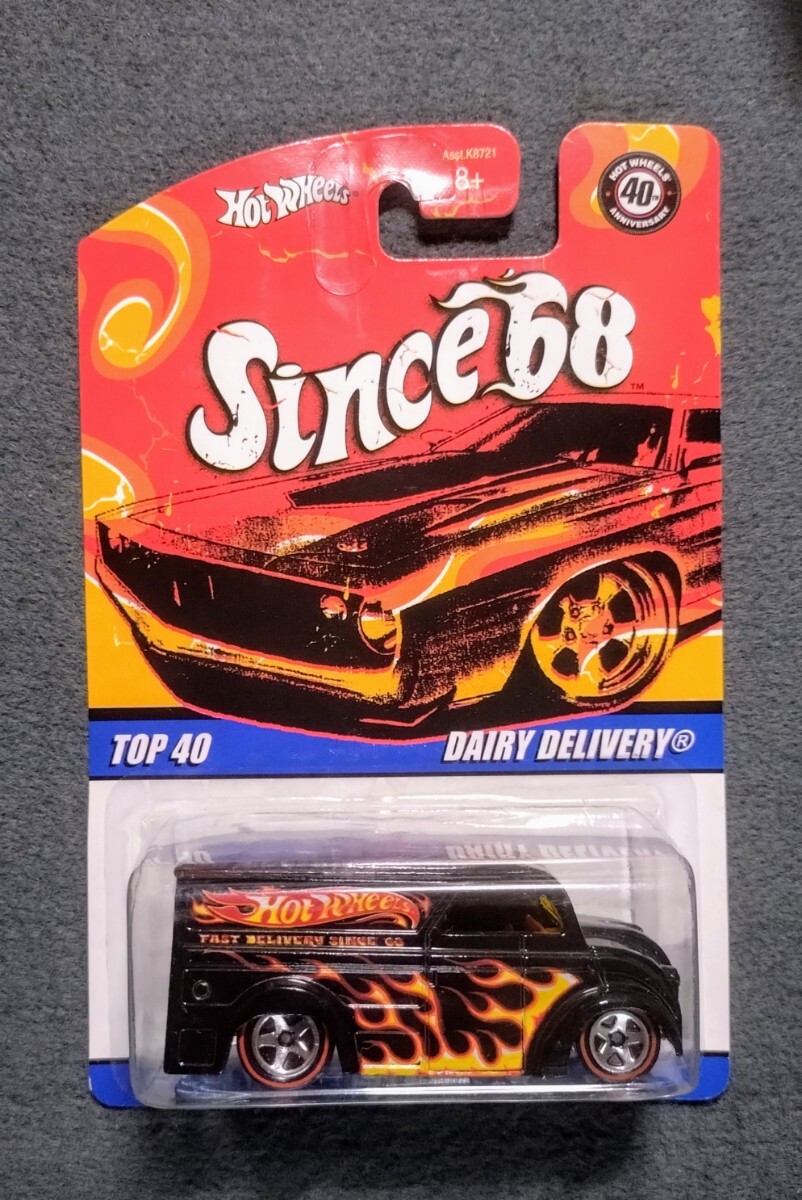 Asst.K8721
8+
Hot Wheels®
HOT WHEELS®
40TH
ANNIVERSARY
Since '68
TM
TOP 40
DAIRY DELIVERY®
Hot Wheels
FAST DELIVERY SINCE '68